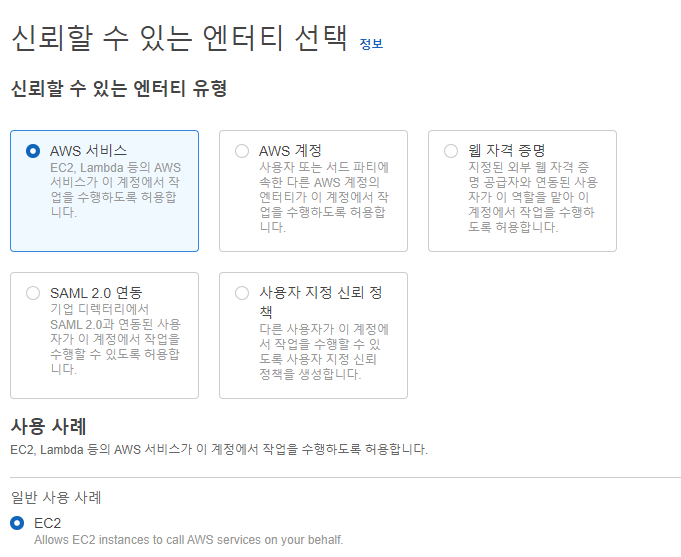 신뢰할 수 있는 엔터티 선택 정보
신뢰할 수 있는 엔터티 유형
AWS 서비스
EC2, Lambda 등의 AWS
서비스가 이 계정에서 작
업을 수행하도록 허용합
니다.
AWS 계정
사용자 또는 서드 파티에
속한 다른 AWS 계정의
엔터티가 이 계정에서 작
업을 수행하도록 허용합
니다.
웹 자격 증명
지정된 외부 웹 자격 증
명 공급자와 연동된 사용
자가 이 역할을 맡아 이
계정에서 작업을 수행하
도록 허용합니다.
SAML 2.0 연동
기업 디렉터리에서
SAML 2.0과 연동된 사용
자가 이 계정에서 작업을
수행할 수 있도록 허용합
니다.
사용자 지정 신뢰 정
책
다른 사용자가 이 계정에
서 작업을 수행할 수 있
도록 사용자 지정 신뢰
정책을 생성합니다.
사용 사례
EC2, Lambda 등의 AWS 서비스가 이 계정에서 작업을 수행하도록 허용합니다.
일반 사용 사례
EC2
Allows EC2 instances to call AWS services on your behalf.